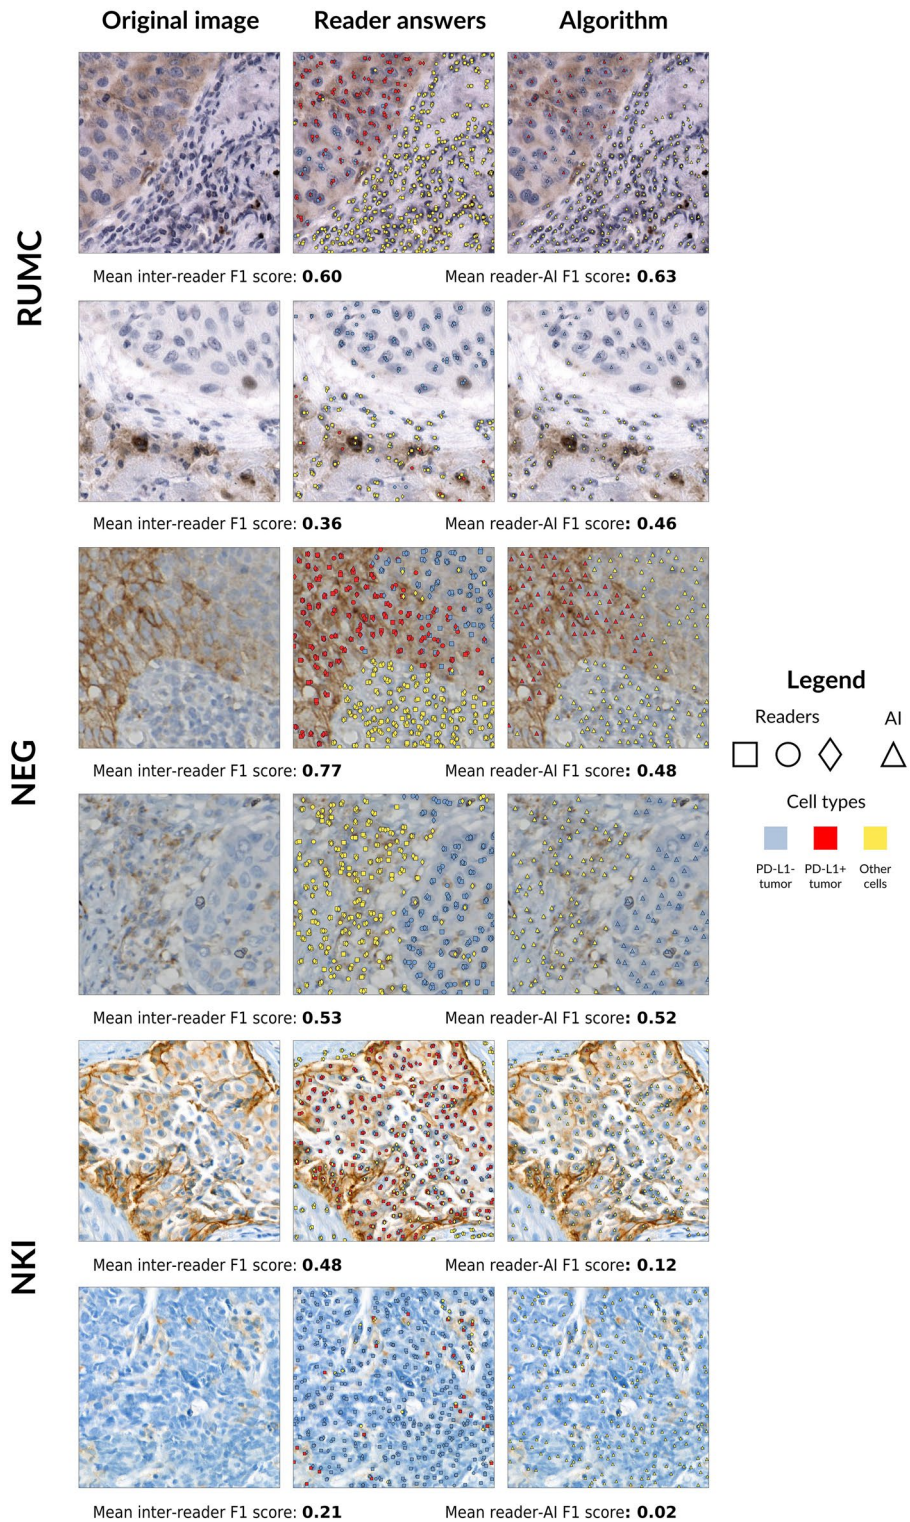 Original image Reader answers Algorithm
RUMC
Mean inter-reader F1 score: 0.60 Mean reader-AI F1 score: 0.63
Mean inter-reader F1 score: 0.36 Mean reader-AI F1 score: 0.46
NEG
Mean inter-reader F1 score: 0.77 Mean reader-AI F1 score: 0.48
Mean inter-reader F1 score: 0.53 Mean reader-AI F1 score: 0.52
NKI
Mean inter-reader F1 score: 0.48 Mean reader-AI F1 score: 0.12
Mean inter-reader F1 score: 0.21 Mean reader-AI F1 score: 0.02
Legend
Readers AI
Cell types
PD-L1- PD-L1+ Other
tumor tumor cells